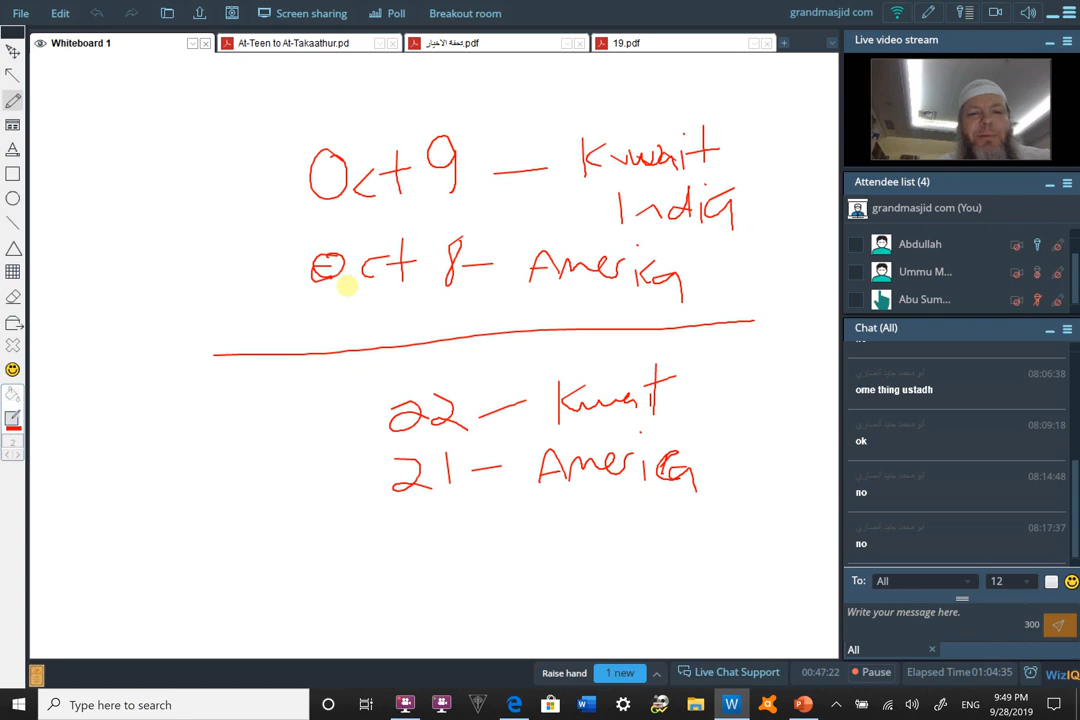 File Edit Screen sharing Poll Breakout room grandmasjid com
Whiteboard 1 At-Teen to At-Takaathur.pd تحفة الاخيار.pdf 19.pdf
Live video stream
Oct 9 — Kuwait
India
Oct 8 — America
22 — Kuwait
21 — America
Attendee list (4)
grandmasjid com (You)
Abdullah
Ummu M...
Abu Sum...
Chat (All)
08:06:38
ome thing ustadh
08:09:18
ok
08:14:48
no
08:17:37
no
To: All 12
Write your message here.
300
All
2
Raise hand 1 new Live Chat Support 00:47:22 Pause Elapsed Time 01:04:35 WizIQ
Type here to search
ENG 9:49 PM
9/28/2019